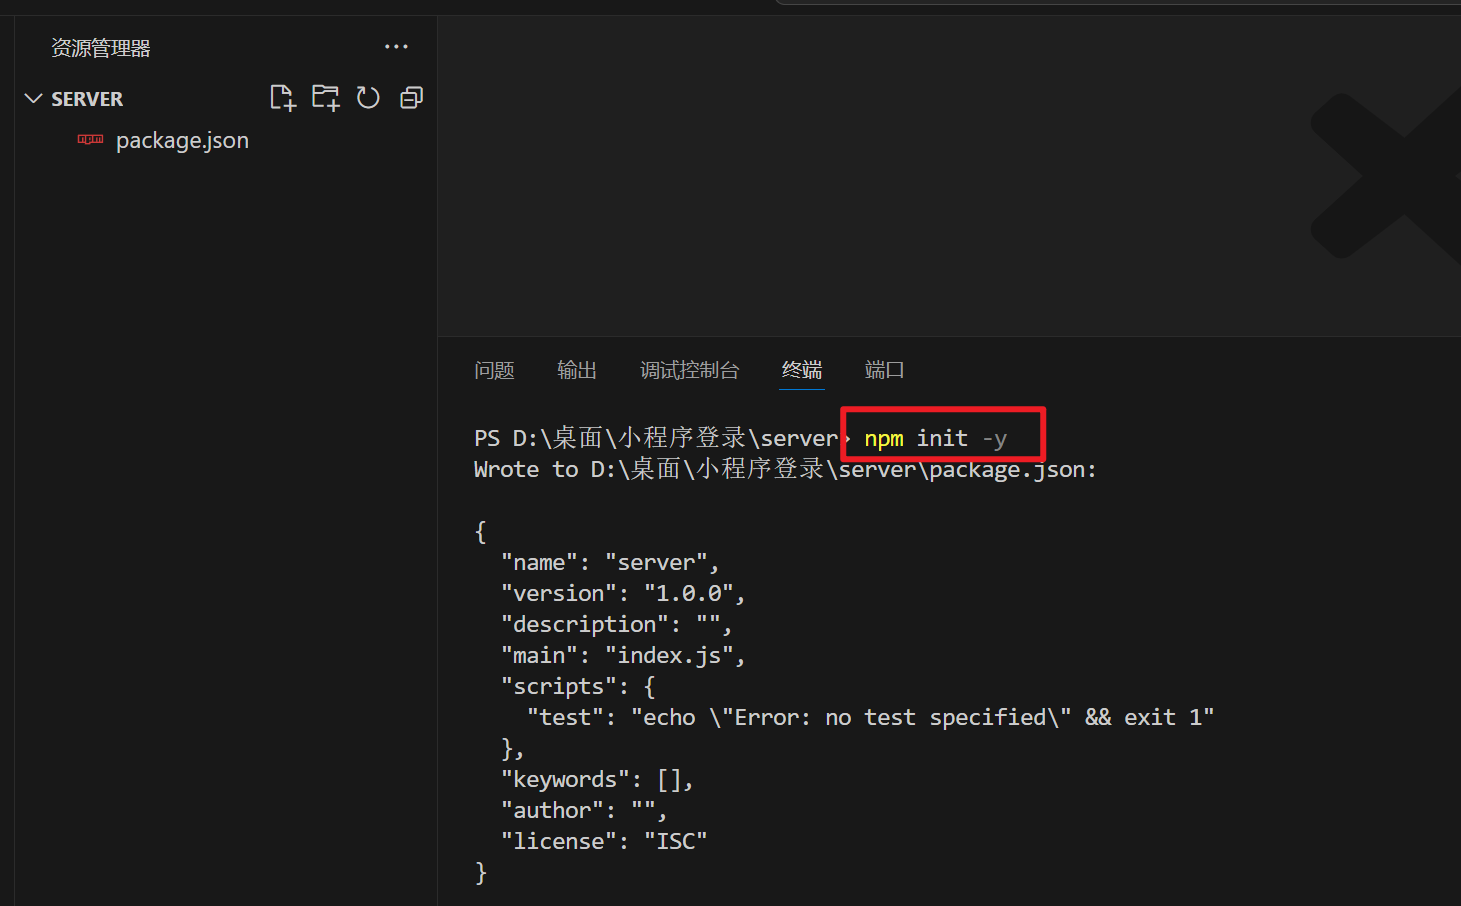 资源管理器
SERVER
package.json
问题 输出 调试控制台 终端 端口
PS D:\桌面\小程序登录\server> npm init -y
Wrote to D:\桌面\小程序登录\server\package.json:
{
  "name": "server",
  "version": "1.0.0",
  "description": "",
  "main": "index.js",
  "scripts": {
    "test": "echo \"Error: no test specified\" && exit 1"
  },
  "keywords": [],
  "author": "",
  "license": "ISC"
}